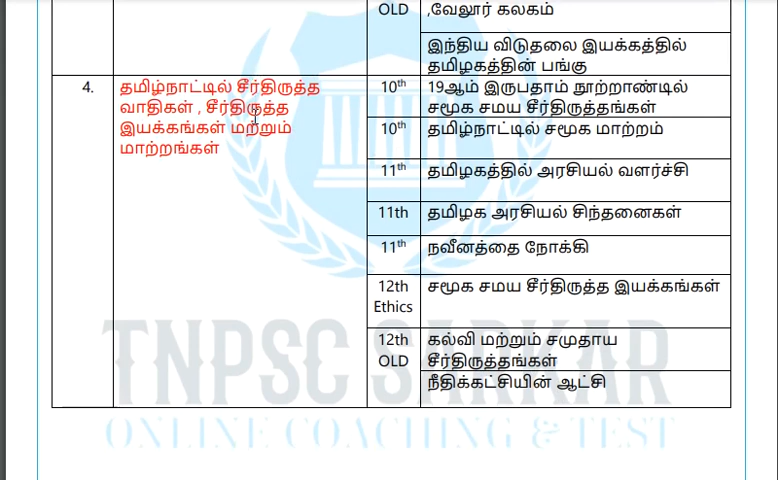 OLD ,வேலூர் கலகம்
இந்திய விடுதலை இயக்கத்தில்
தமிழகத்தின் பங்கு
4. தமிழ்நாட்டில் சீர்திருத்த
வாதிகள் , சீர்திருத்த
இயக்கங்கள் மற்றும்
மாற்றங்கள்
10th 19ஆம் இருபதாம் நூற்றாண்டில்
சமூக சமய சீர்திருத்தங்கள்
10th தமிழ்நாட்டில் சமூக மாற்றம்
11th தமிழகத்தில் அரசியல் வளர்ச்சி
11th தமிழக அரசியல் சிந்தனைகள்
11th நவீனத்தை நோக்கி
12th
Ethics
சமூக சமய சீர்திருத்த இயக்கங்கள்
12th
OLD
கல்வி மற்றும் சமுதாய
சீர்திருத்தங்கள்
நீதிக்கட்சியின் ஆட்சி
TNPSC SARKAR
ONLINE COACHING & TEST